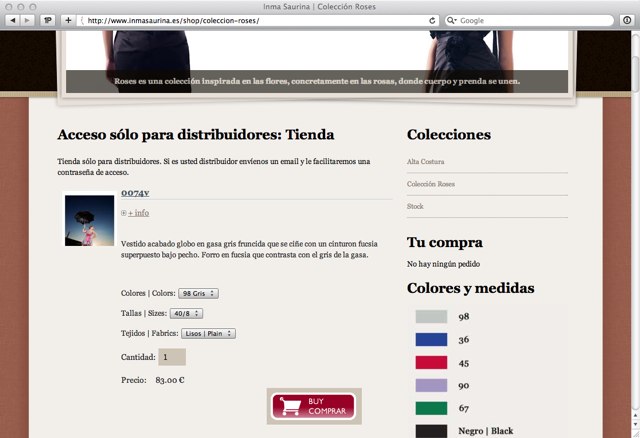 Inma Saurina | Colección Roses
http://www.inmasaurina.es/shop/coleccion-roses/
Google
Roses es una colección inspirada en las flores, concretamente en las rosas, donde cuerpo y prenda se unen.
Acceso sólo para distribuidores: Tienda
Tienda sólo para distribuidores. Si es usted distribuidor envíenos un email y le facilitaremos una
contraseña de acceso.
0074v
+ info
Vestido acabado globo en gasa gris fruncida que se ciñe con un cinturon fucsia
superpuesto bajo pecho. Forro en fucsia que contrasta con el gris de la gasa.
Colores | Colors: 98 Gris
Tallas | Sizes: 40/8
Tejidos | Fabrics: Lisos | Plain
Cantidad: 1
Precio: 83.00 €
BUY
COMPRAR
Colecciones
Alta Costura
Colección Roses
Stock
Tu compra
No hay ningún pedido
Colores y medidas
98
36
45
90
67
Negro | Black